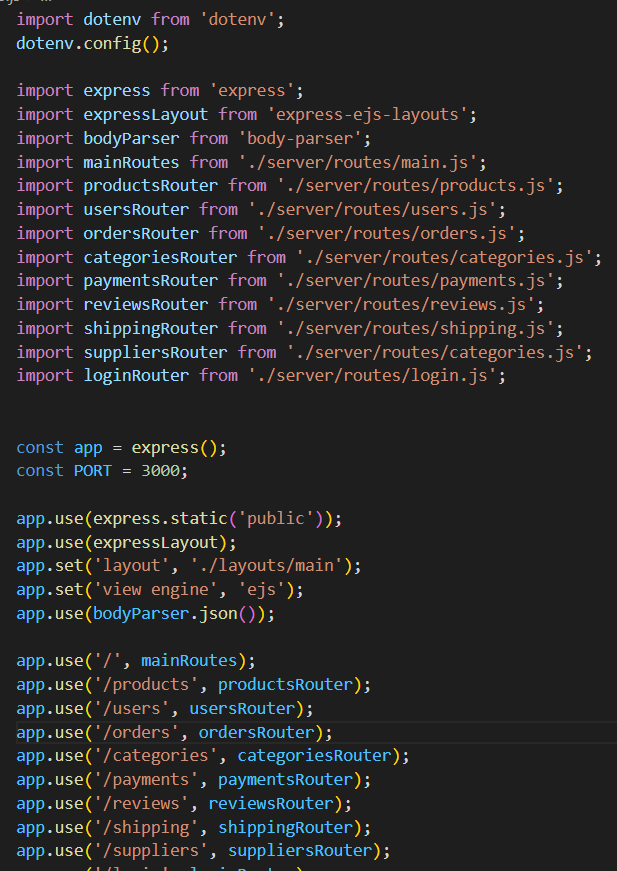 import dotenv from 'dotenv';
dotenv.config();
import express from 'express';
import expressLayout from 'express-ejs-layouts';
import bodyParser from 'body-parser';
import mainRoutes from './server/routes/main.js';
import productsRouter from './server/routes/products.js';
import usersRouter from './server/routes/users.js';
import ordersRouter from './server/routes/orders.js';
import categoriesRouter from './server/routes/categories.js';
import paymentsRouter from './server/routes/payments.js';
import reviewsRouter from './server/routes/reviews.js';
import shippingRouter from './server/routes/shipping.js';
import suppliersRouter from './server/routes/categories.js';
import loginRouter from './server/routes/login.js';
const app = express();
const PORT = 3000;
app.use(express.static('public'));
app.use(expressLayout);
app.set('layout', './layouts/main');
app.set('view engine', 'ejs');
app.use(bodyParser.json());
app.use('/', mainRoutes);
app.use('/products', productsRouter);
app.use('/users', usersRouter);
app.use('/orders', ordersRouter);
app.use('/categories', categoriesRouter);
app.use('/payments', paymentsRouter);
app.use('/reviews', reviewsRouter);
app.use('/shipping', shippingRouter);
app.use('/suppliers', suppliersRouter);